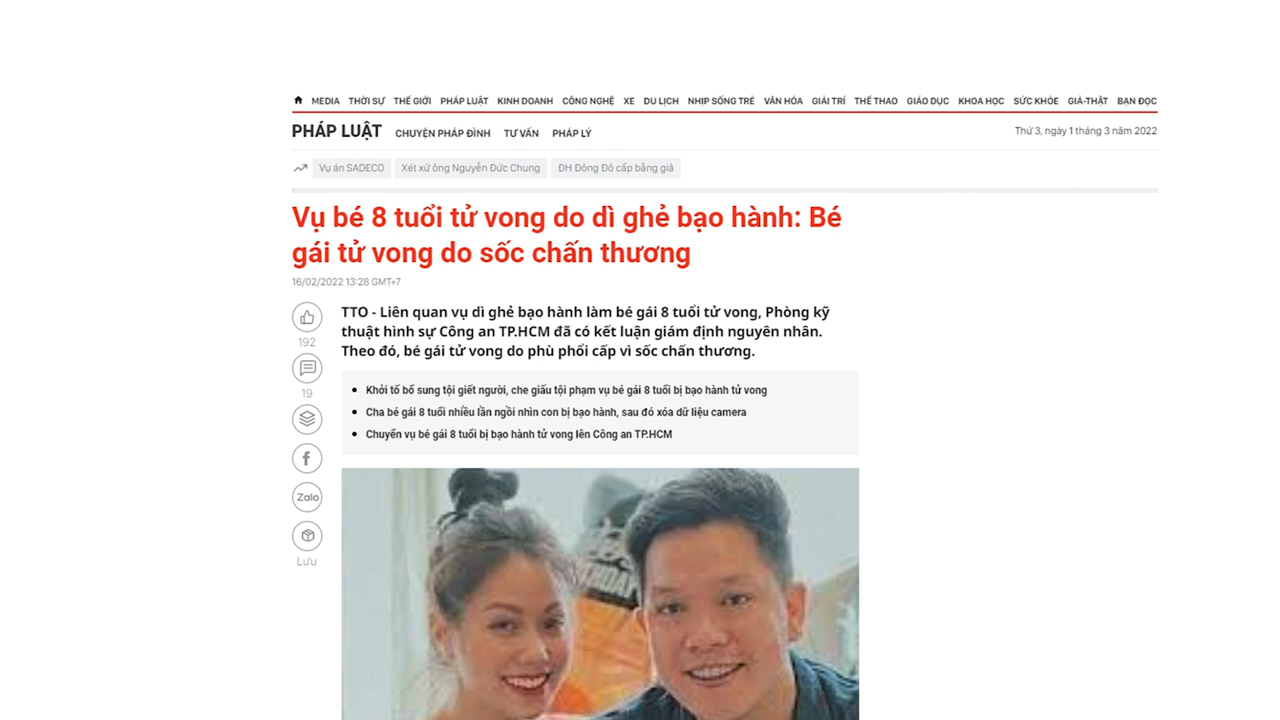 MEDIA THỜI SỰ THẾ GIỚI PHÁP LUẬT KINH DOANH CÔNG NGHỆ XE DU LỊCH NHỊP SỐNG TRẺ VĂN HÓA GIẢI TRÍ THỂ THAO GIÁO DỤC KHOA HỌC SỨC KHỎE GIẢ-THẬT BẠN ĐỌC
PHÁP LUẬT CHUYỆN PHÁP ĐÌNH TƯ VẤN PHÁP LÝ Thứ 3, ngày 1 tháng 3 năm 2022
Vụ án SADECO Xét xử ông Nguyễn Đức Chung ĐH Đông Đô cấp bằng giả
Vụ bé 8 tuổi tử vong do dì ghẻ bạo hành: Bé
gái tử vong do sốc chấn thương
16/02/2022 13:28 GMT+7
TTO - Liên quan vụ dì ghẻ bạo hành làm bé gái 8 tuổi tử vong, Phòng kỹ
thuật hình sự Công an TP.HCM đã có kết luận giám định nguyên nhân.
Theo đó, bé gái tử vong do phù phổi cấp vì sốc chấn thương.
192
19
Khởi tố bổ sung tội giết người, che giấu tội phạm vụ bé gái 8 tuổi bị bạo hành tử vong
Cha bé gái 8 tuổi nhiều lần ngồi nhìn con bị bạo hành, sau đó xóa dữ liệu camera
Chuyển vụ bé gái 8 tuổi bị bạo hành tử vong lên Công an TP.HCM
f
Zalo
Lưu